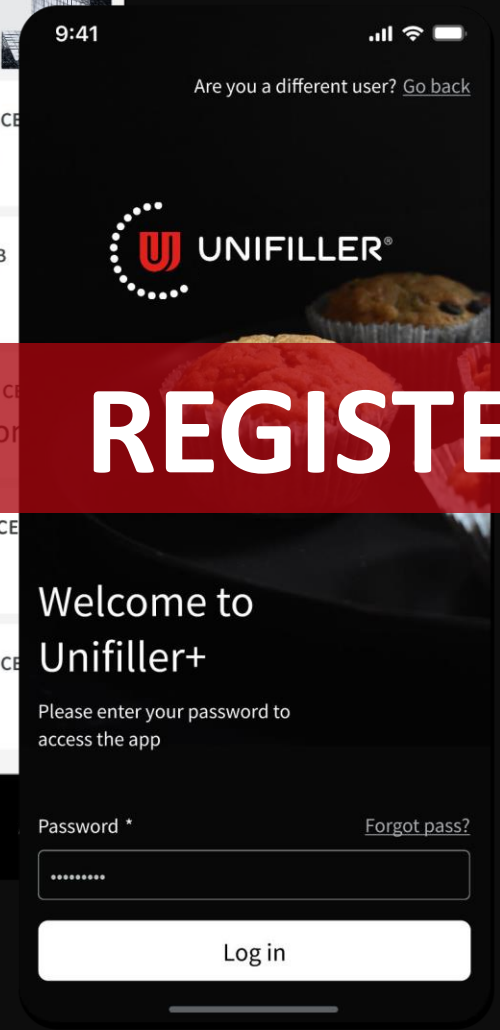 9:41
Are you a different user? Go back
UNIFILLER®
REGISTE
Welcome to
Unifiller+
Please enter your password to
access the app
Password *
Forgot pass?
Log in